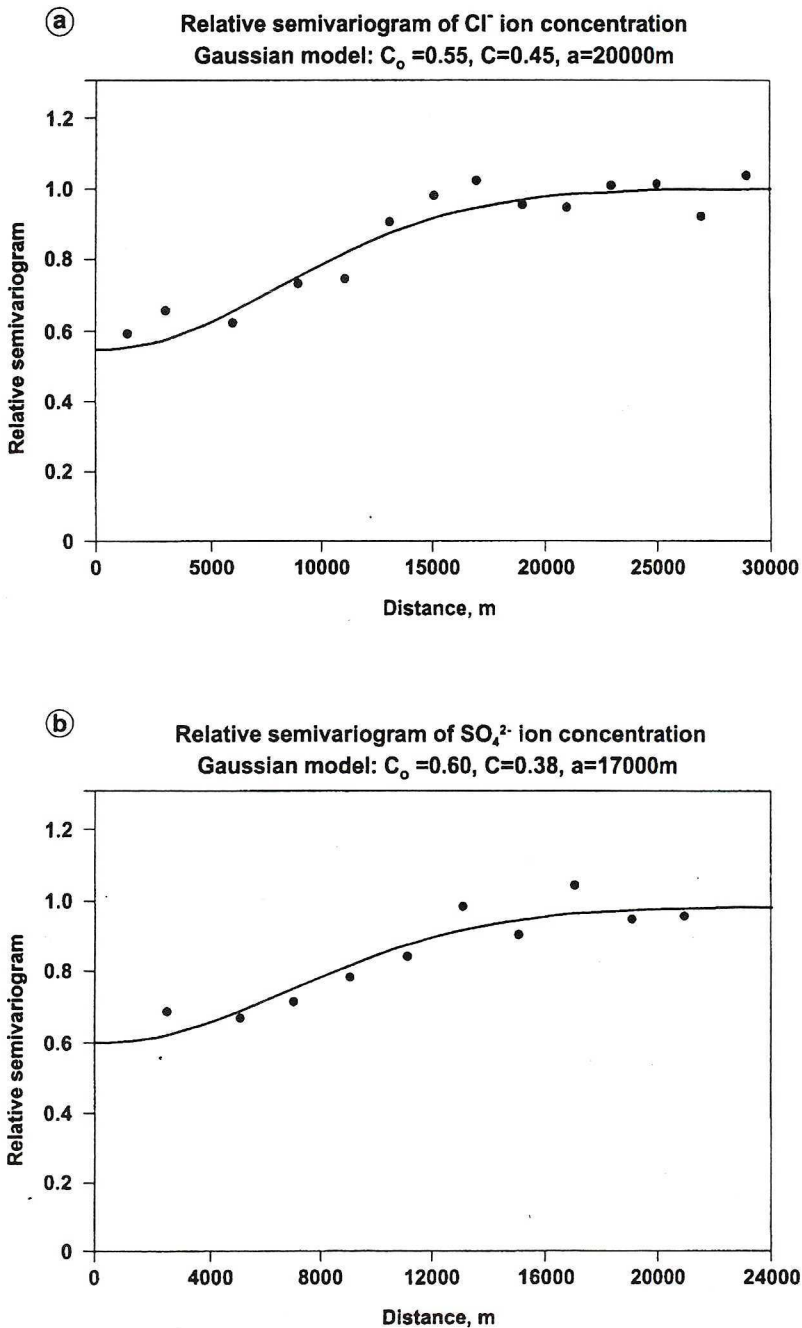 a
Relative semivariogram of Cl⁻ ion concentration
Gaussian model: Cₒ =0.55, C=0.45, a=20000m
Relative semivariogram
1.2
1.0
0.8
0.6
0.4
0.2
0
0 5000 10000 15000 20000 25000 30000
Distance, m
b
Relative semivariogram of SO₄²⁻ ion concentration
Gaussian model: Cₒ =0.60, C=0.38, a=17000m
Relative semivariogram
1.2
1.0
0.8
0.6
0.4
0.2
0
0 4000 8000 12000 16000 20000 24000
Distance, m